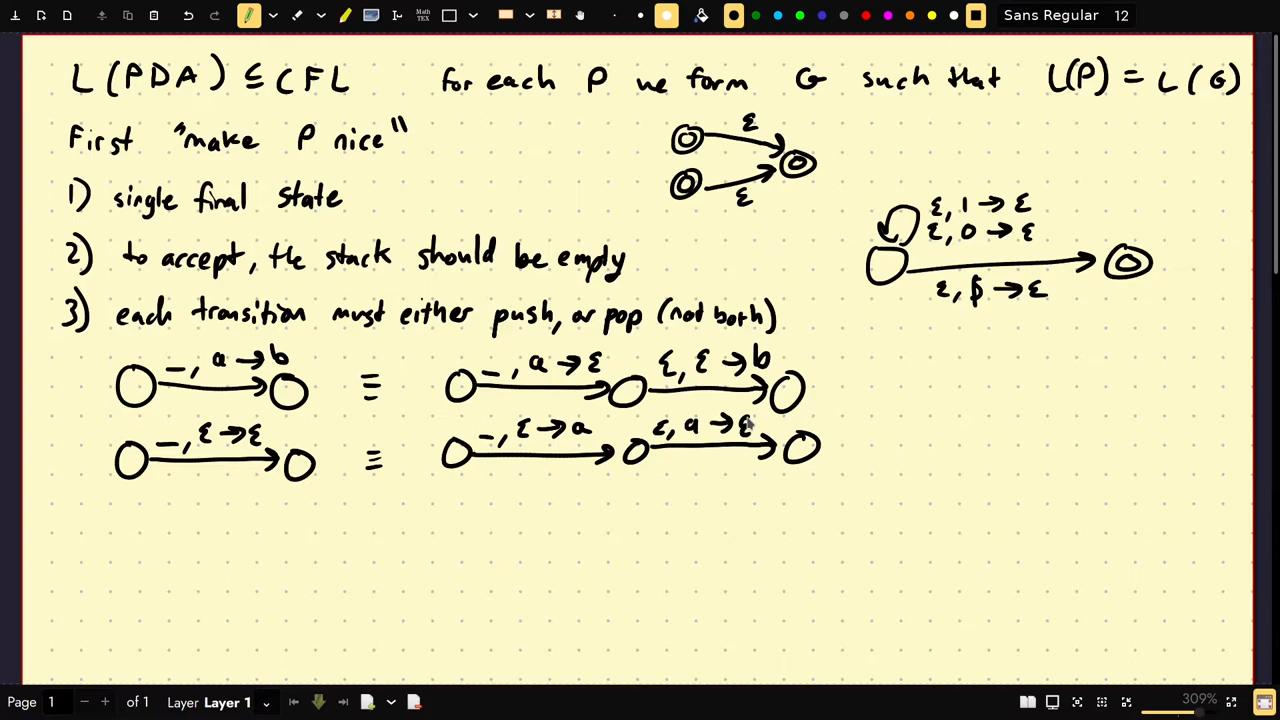 Math
TEX
Sans Regular 12
L(PDA) ⊆ CFL for each P we form G such that L(P) = L(G)
First "make P nice"
1) single final state
2) to accept, the stack should be empty
3) each transition must either push, or pop (not both)
ε
ε
ε, 1 → ε
ε, 0 → ε
ε, $ → ε
_, a → b ≡ _, a → ε ε, ε → b
_, ε → ε ≡ _, ε → a ε, a → ε
Page 1 of 1 Layer Layer 1 309%